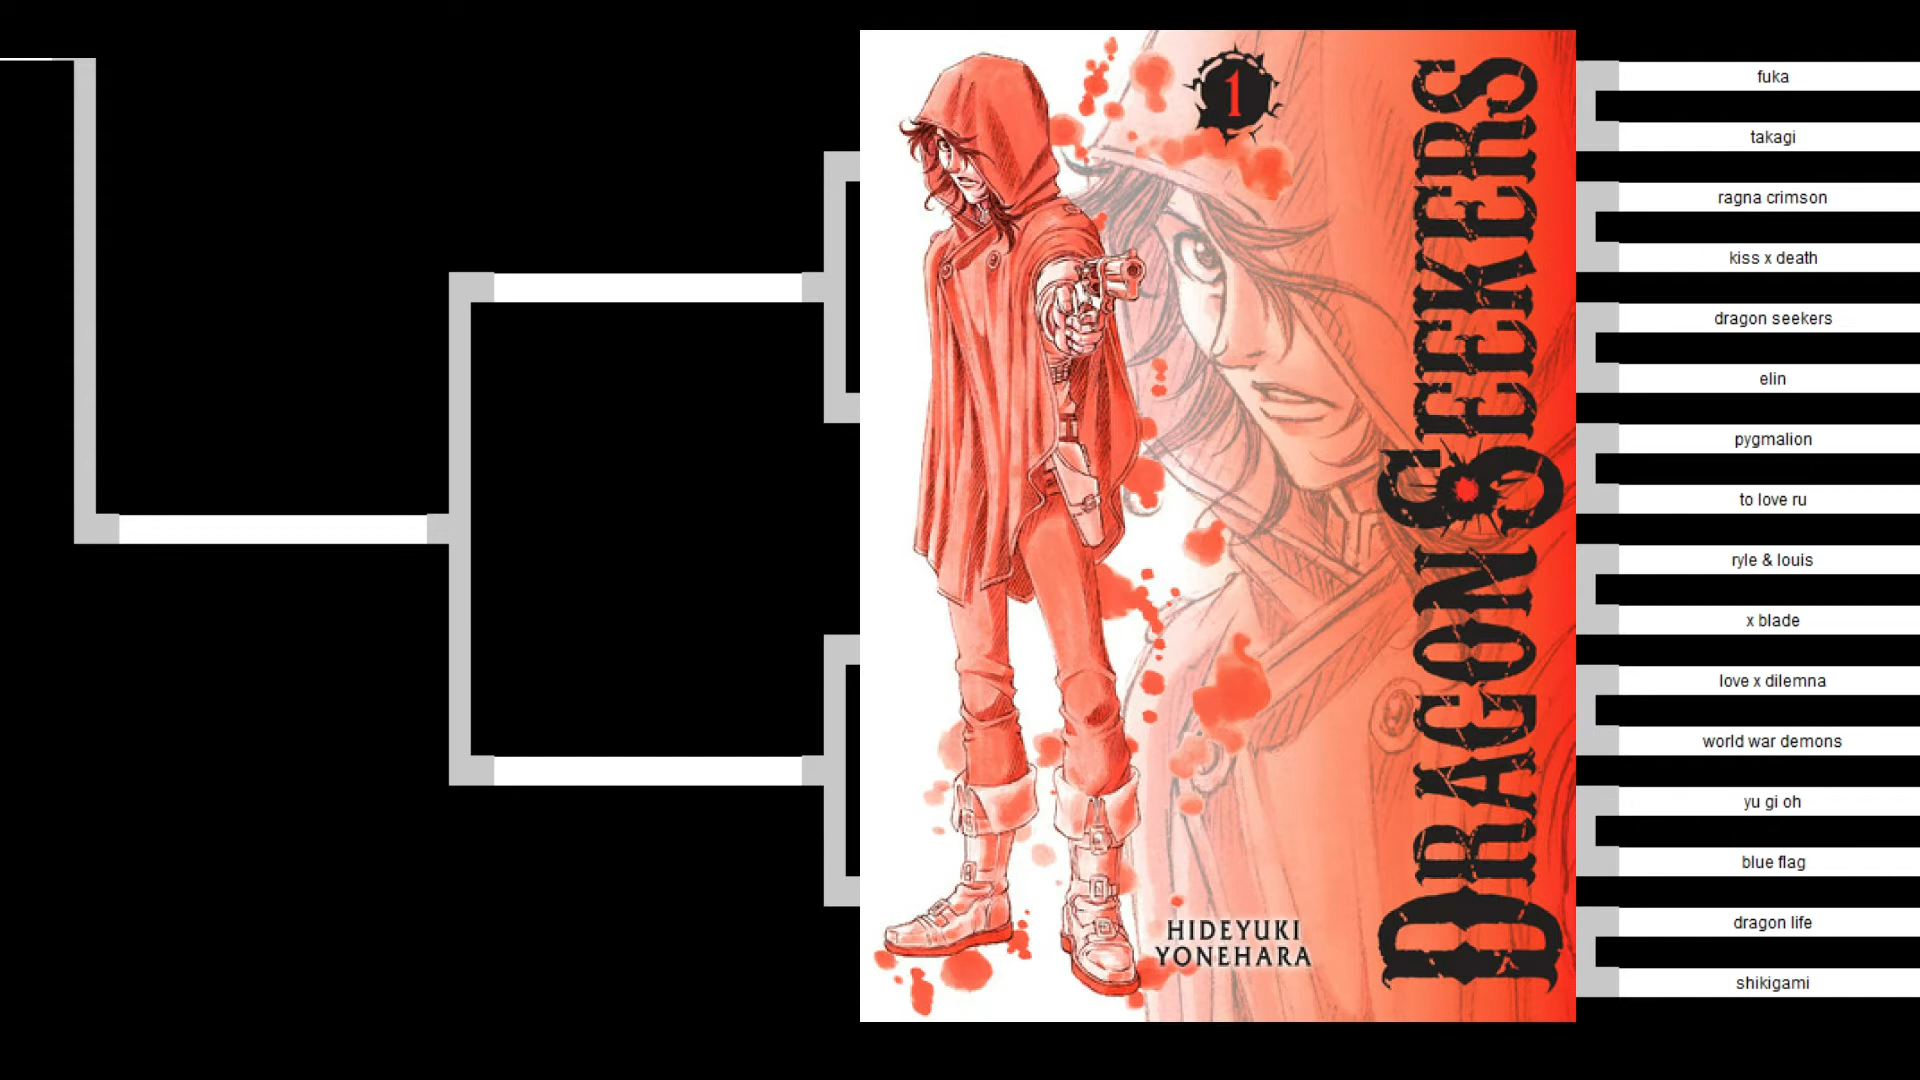 1
DRAGON SEEKERS
HIDEYUKI
YONEHARA
fuka
takagi
ragna crimson
kiss x death
dragon seekers
elin
pygmalion
to love ru
ryle & louis
x blade
love x dilemna
world war demons
yu gi oh
blue flag
dragon life
shikigami